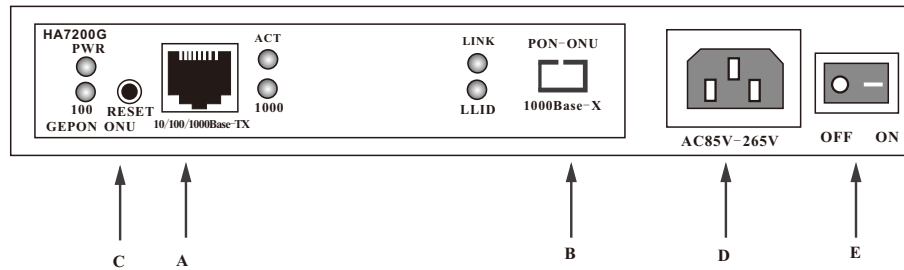 HA7200G
PWR
100
RESET
GEPON ONU
10/100/1000Base-TX
ACT
1000
LINK
LLID
PON-ONU
1000Base-X
AC85V-265V
OFF ON
C
A
B
D
E